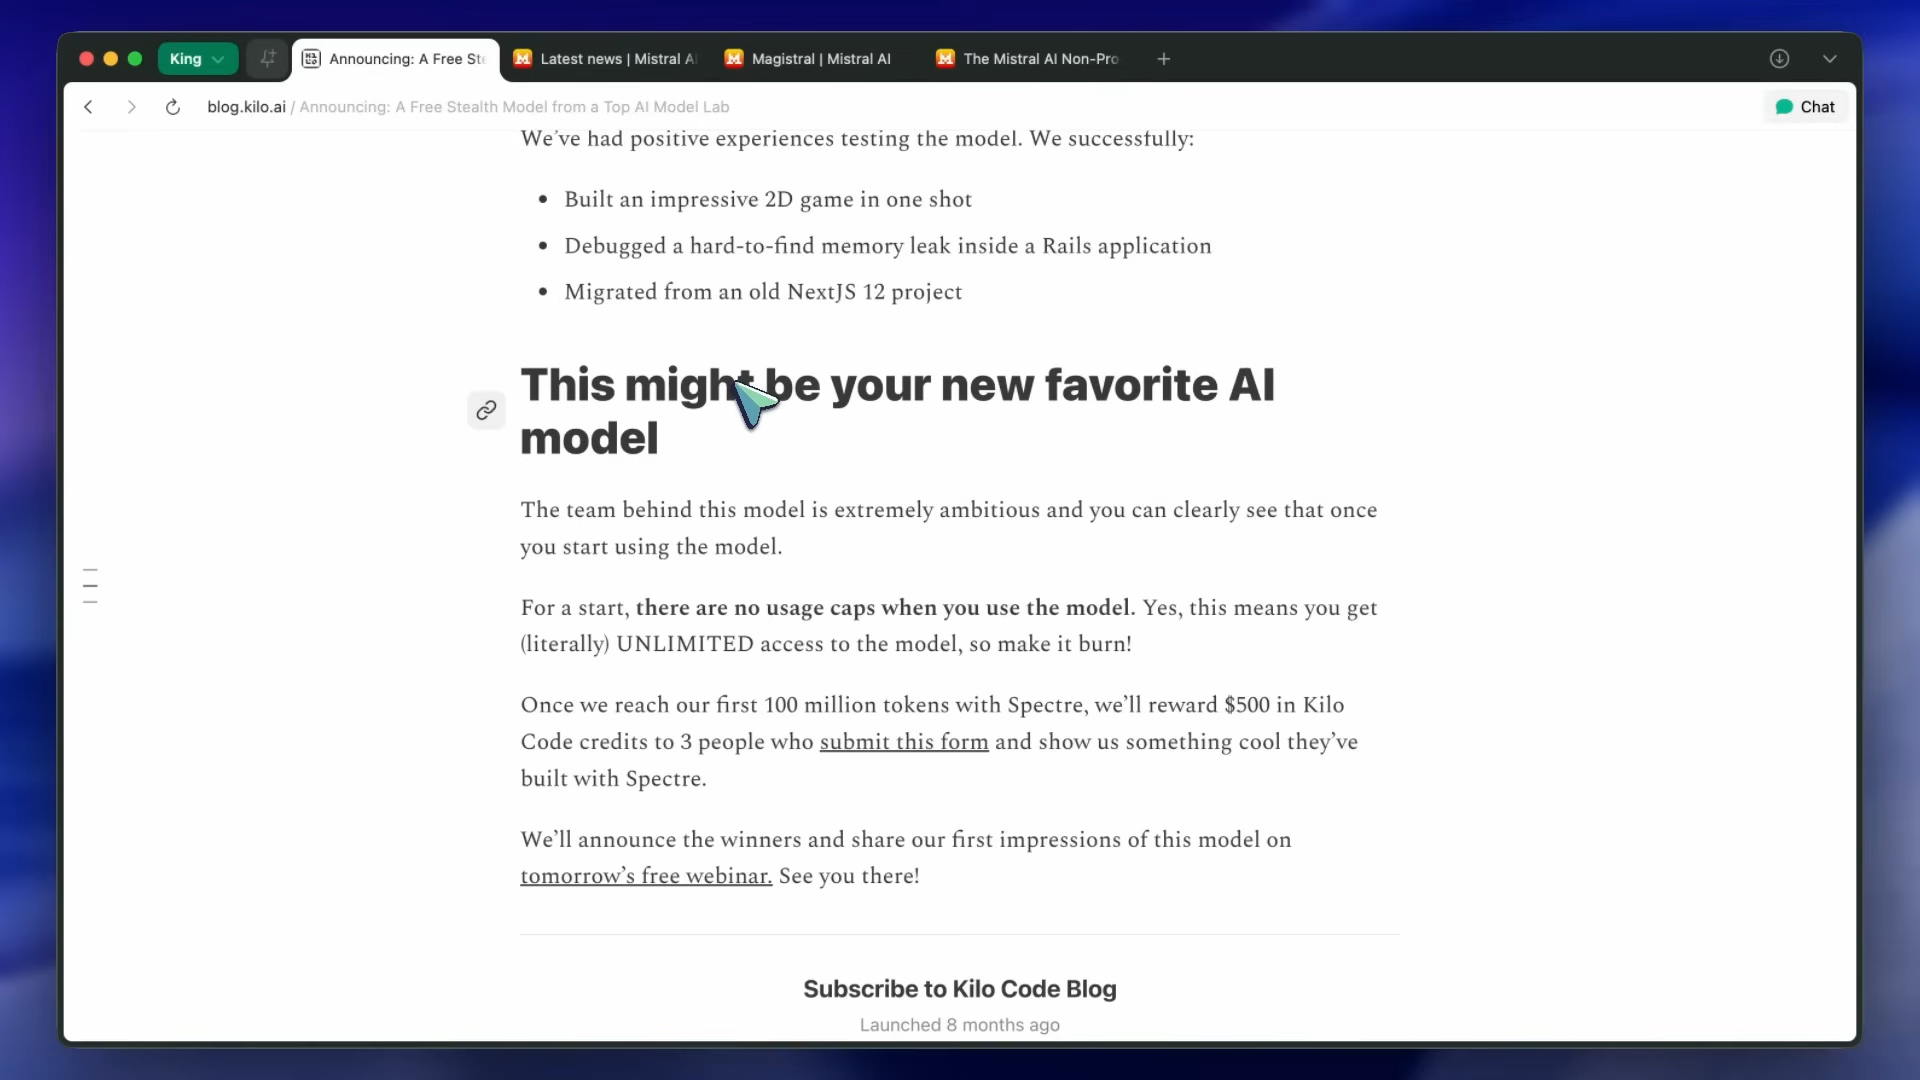 King
Announcing: A Free St
Latest news | Mistral A
Magistral | Mistral AI
The Mistral AI Non-Pro
blog.kilo.ai / Announcing: A Free Stealth Model from a Top AI Model Lab
Chat
We've had positive experiences testing the model. We successfully:
• Built an impressive 2D game in one shot
• Debugged a hard-to-find memory leak inside a Rails application
• Migrated from an old NextJS 12 project
This might be your new favorite AI
model
The team behind this model is extremely ambitious and you can clearly see that once
you start using the model.
For a start, there are no usage caps when you use the model. Yes, this means you get
(literally) UNLIMITED access to the model, so make it burn!
Once we reach our first 100 million tokens with Spectre, we'll reward $500 in Kilo
Code credits to 3 people who submit this form and show us something cool they've
built with Spectre.
We'll announce the winners and share our first impressions of this model on
tomorrow's free webinar. See you there!
Subscribe to Kilo Code Blog
Launched 8 months ago